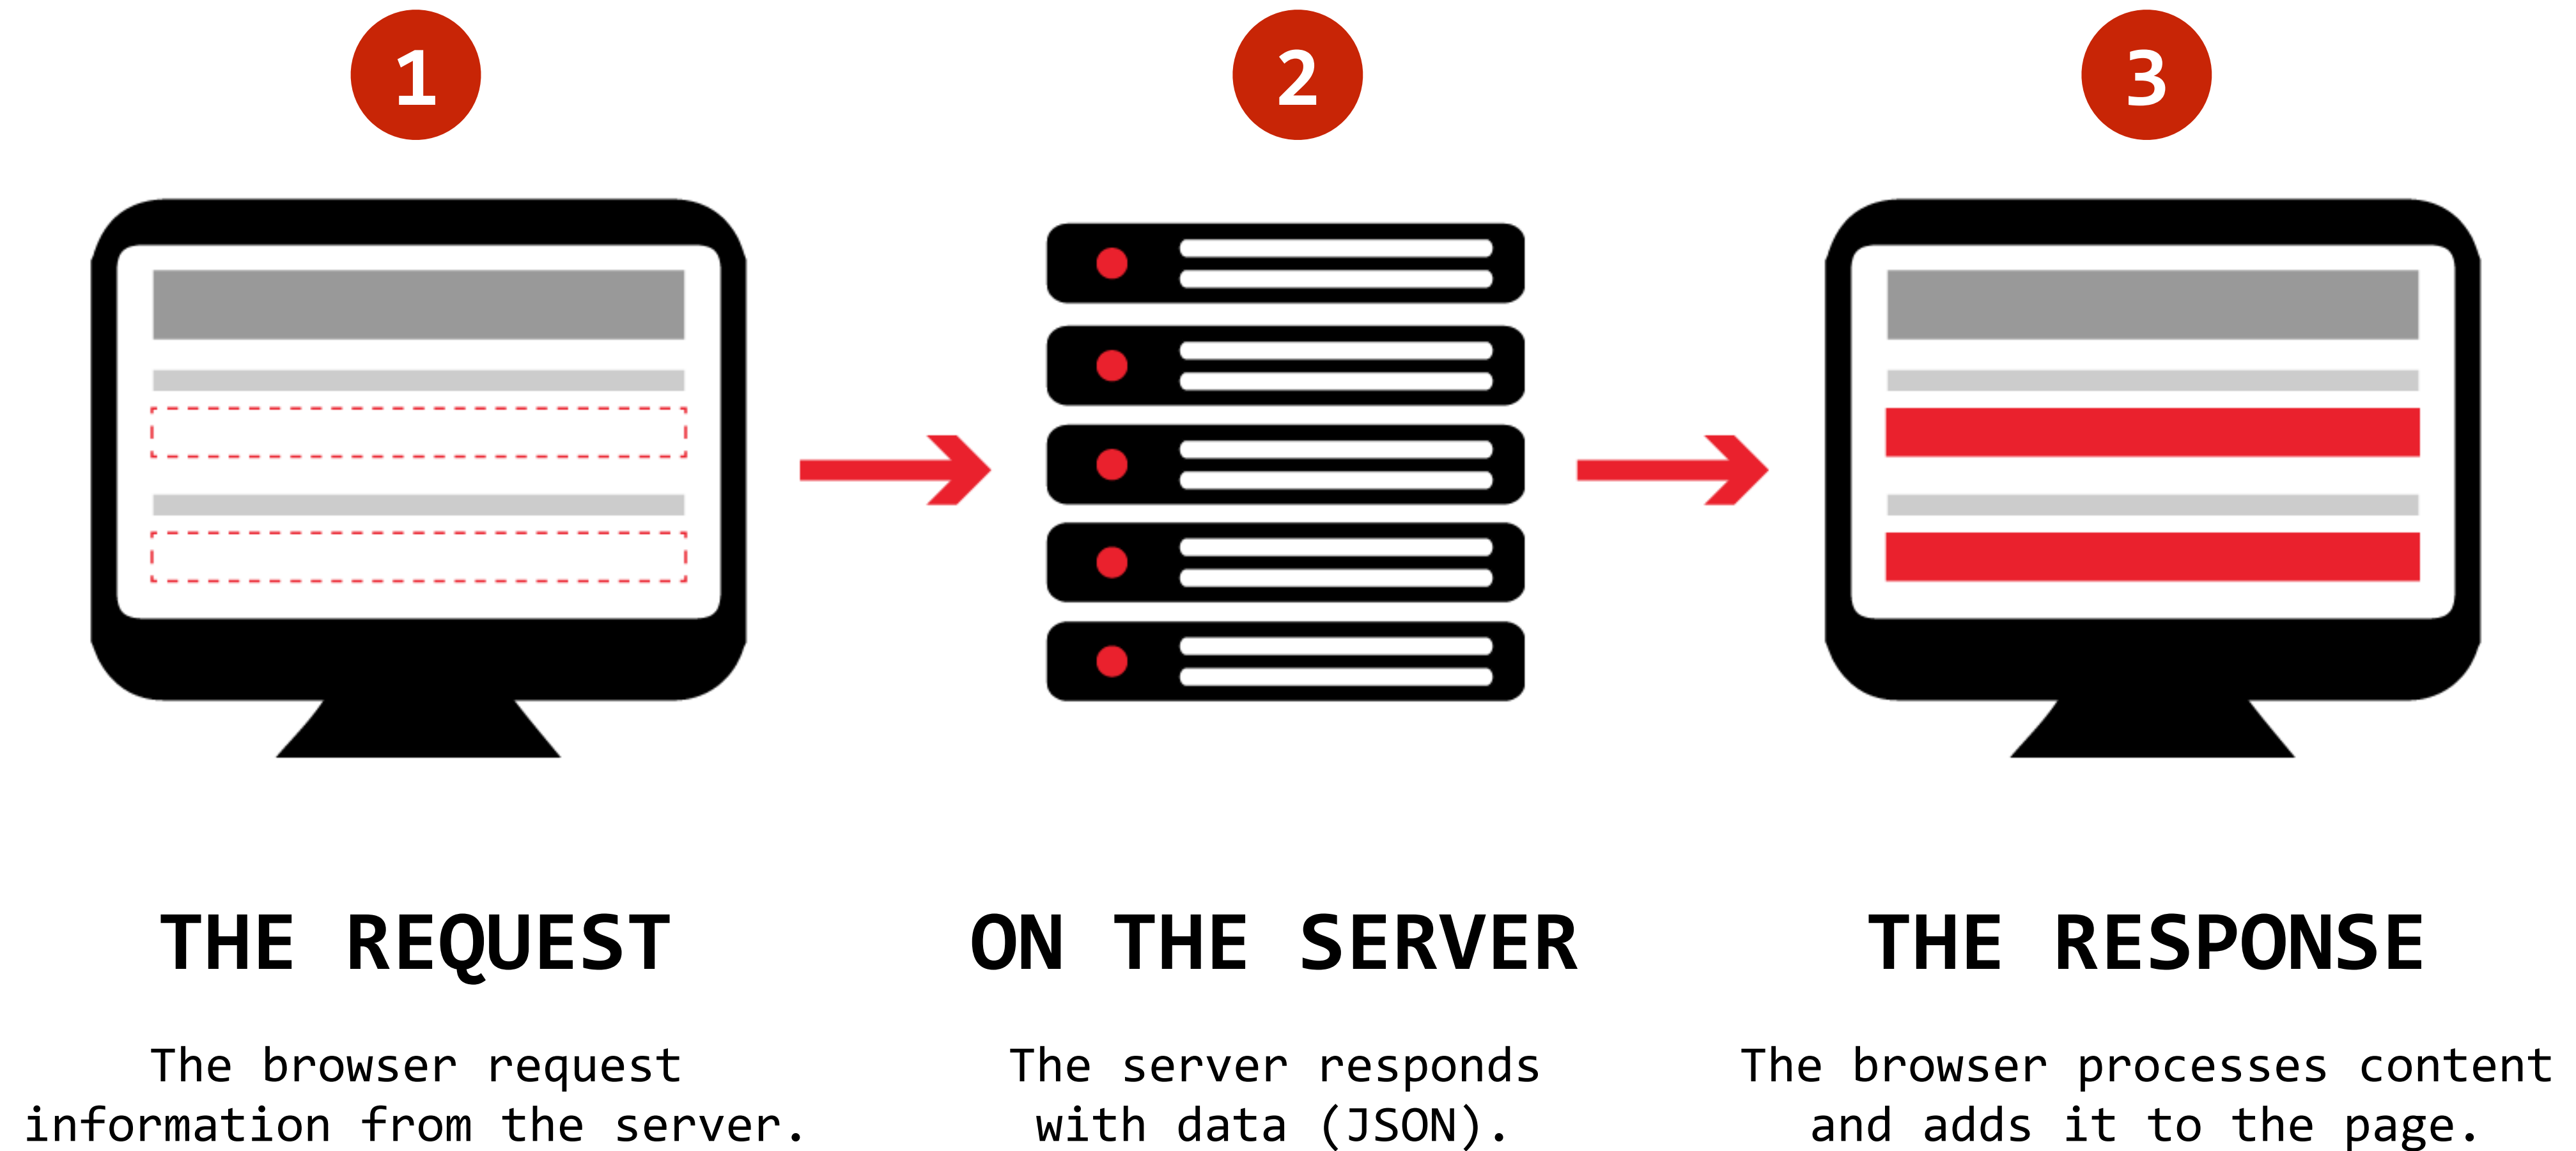 1
2
3
THE REQUEST
ON THE SERVER
THE RESPONSE
The browser request
information from the server.
The server responds
with data (JSON).
The browser processes content
and adds it to the page.